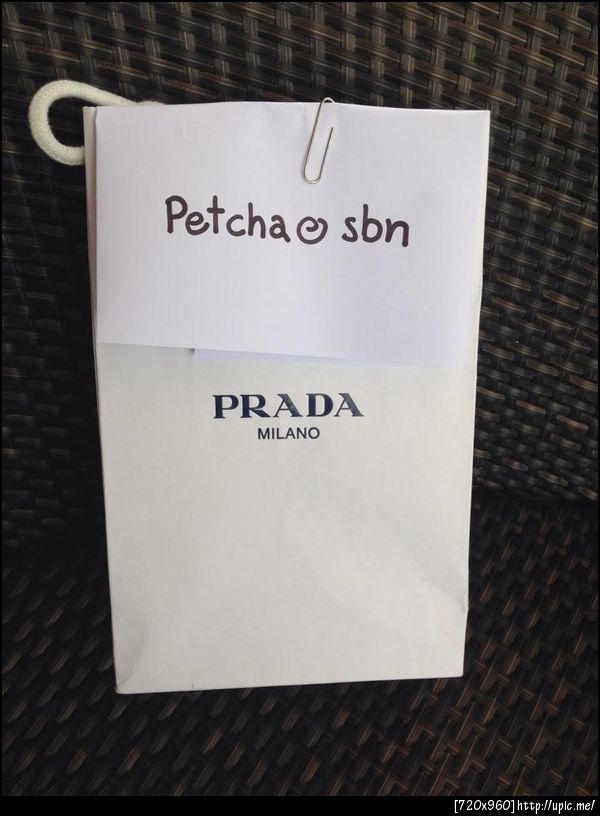 Petcha sbn
PRADA
MILANO
[720x960]http://upic.me/